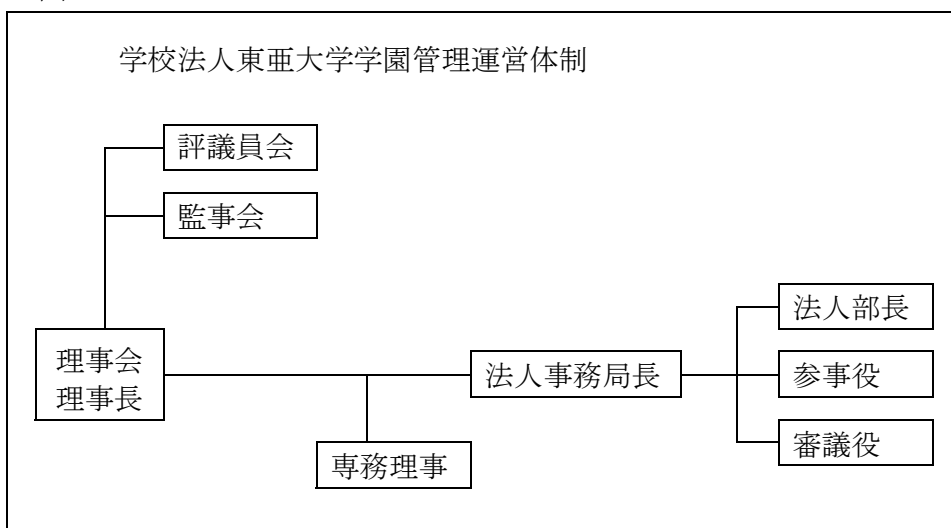 学校法人東亜大学学園管理運営体制
評議員会
監事会
理事会
理事長
専務理事
法人事務局長
法人部長
参事役
審議役